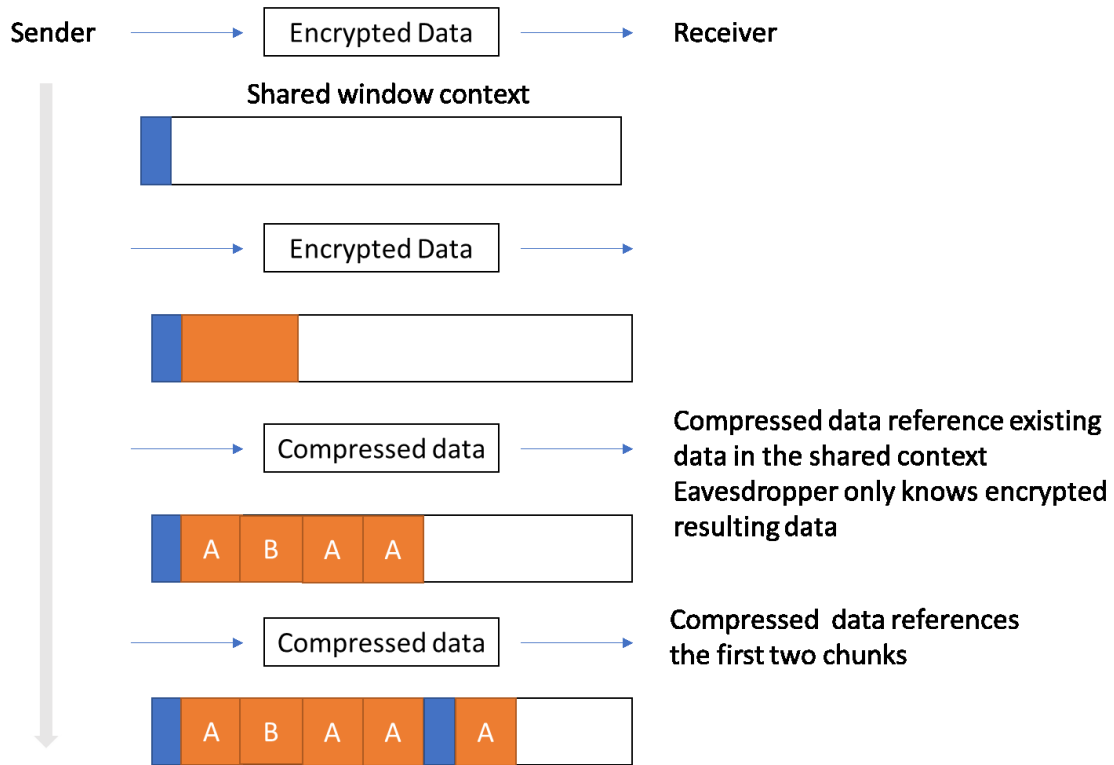 Sender
Encrypted Data
Receiver
Shared window context
Encrypted Data
Compressed data
Compressed data reference existing
data in the shared context
Eavesdropper only knows encrypted
resulting data
A B A A
Compressed data
Compressed  data references
the first two chunks
A B A A A